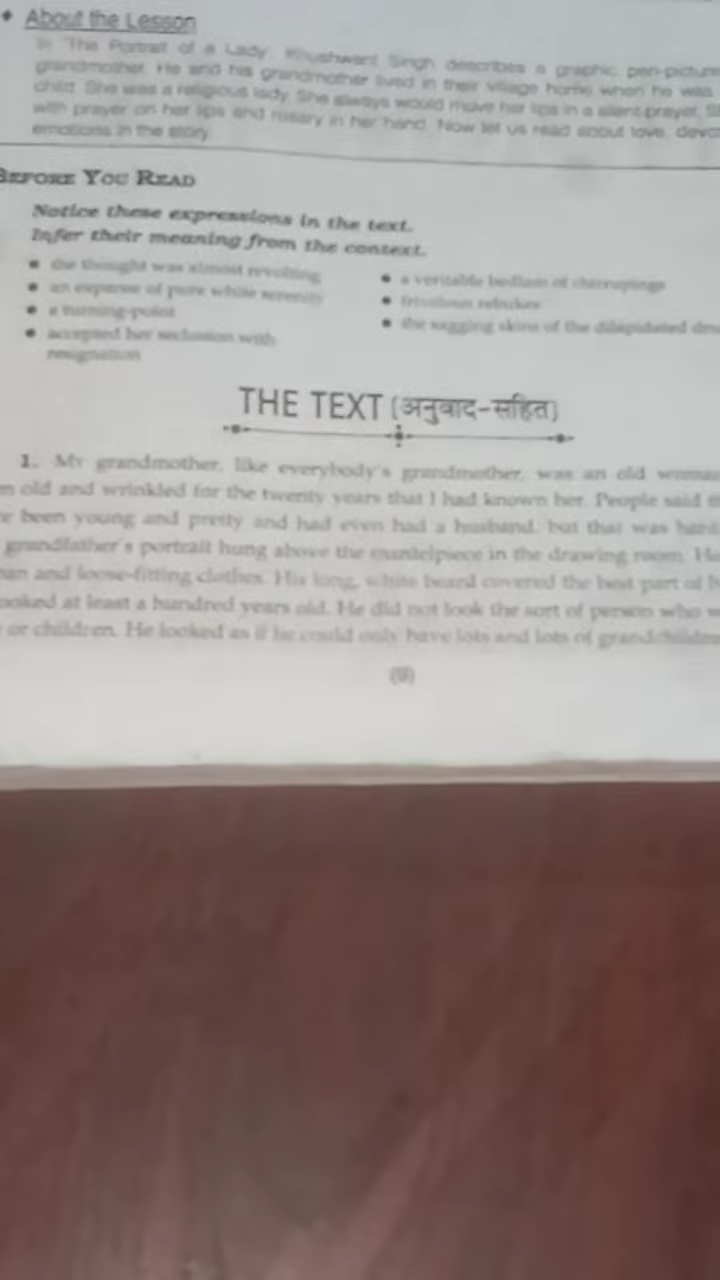 About the Lesson
In 'The Portrait of a Lady', Khushwant Singh describes a graphic pen-picture
grandmother. He and his grandmother lived in their village home when he was
child. She was a religious lady. She always would move her lips in a silent prayer. S
with prayer on her lips and rosary in her hand. Now let us read about love, devo
emotions in the story.
BEFORE YOU READ
Notice these expressions in the text.
Infer their meaning from the context.
• the thought was almost revolting
• an expanse of pure white serenity
• a turning-point
• accepted her seclusion with
resignation
• a veritable bedlam of chirrupings
• frivolous rebukes
• the sagging skins of the dilapidated dru
THE TEXT (अनुवाद-सहित)
1. My grandmother, like everybody's grandmother, was an old woman
n old and wrinkled for the twenty years that I had known her. People said
e been young and pretty and had even had a husband, but that was hard
grandfather's portrait hung above the mantelpiece in the drawing room. He
an and loose-fitting clothes. His long, white beard covered the best part of h
ooked at least a hundred years old. He did not look the sort of person who w
or children. He looked as if he could only have lots and lots of grandchildren
(9)